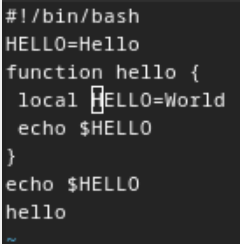 #!/bin/bash
HELLO=Hello
function hello {
 local HELLO=World
 echo $HELLO
}
echo $HELLO
hello
~